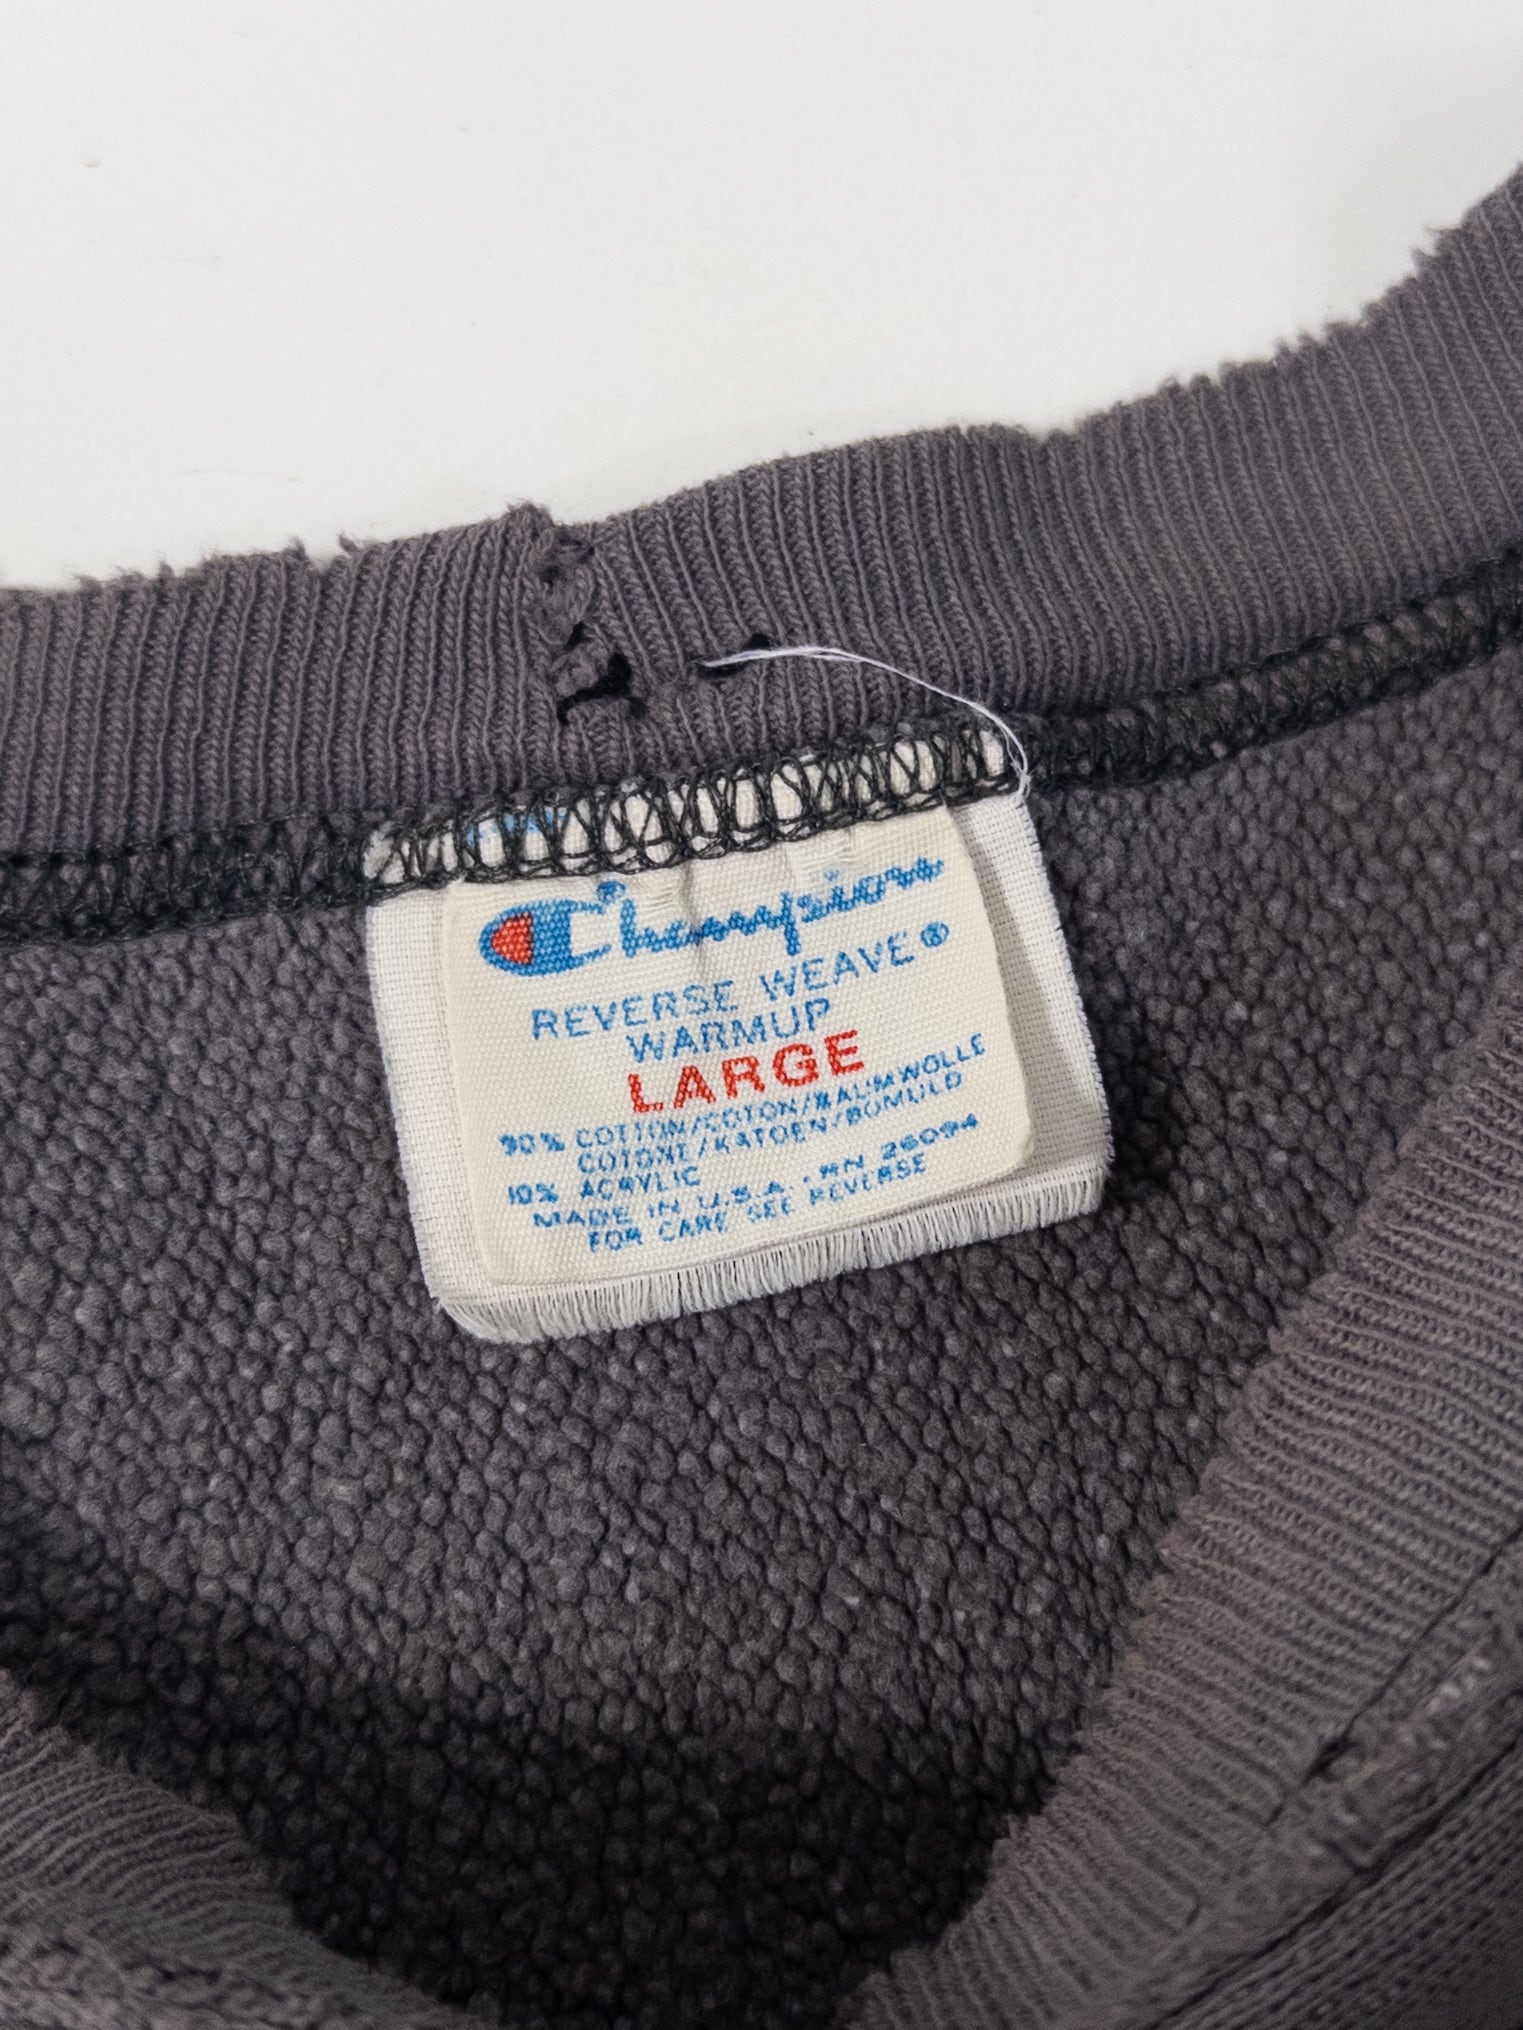 Champion
REVERSE WEAVE®
WARMUP
LARGE
90% COTTON/COTON/BAUMWOLLE
COTONE/KATOEN/BOMULD
10% ACRYLIC
MADE IN U.S.A. · RN 26094
FOR CARE SEE REVERSE